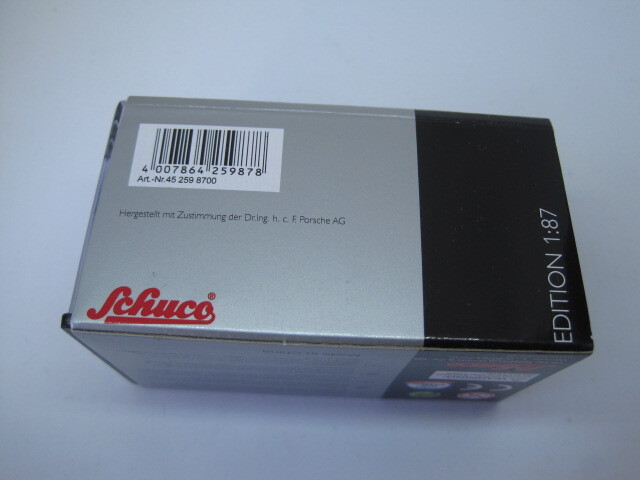 4 007864 259878
Art.-Nr.45 259 8700
Hergestellt mit Zustimmung der Dr.Ing. h. c. F. Porsche AG
Schuco®
EDITION 1:87
Schuco